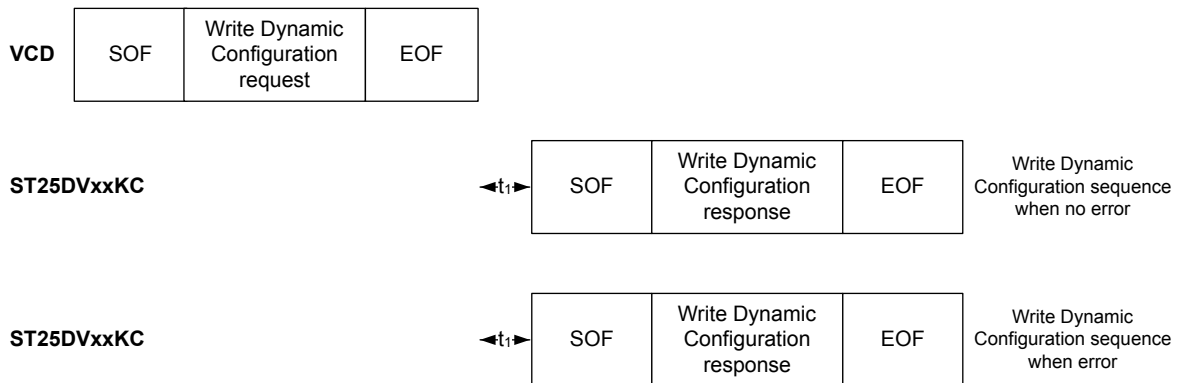 VCD
SOF
Write Dynamic
Configuration
request
EOF
ST25DVxxKC
t1
SOF
Write Dynamic
Configuration
response
EOF
Write Dynamic
Configuration sequence
when no error
ST25DVxxKC
t1
SOF
Write Dynamic
Configuration
response
EOF
Write Dynamic
Configuration sequence
when error